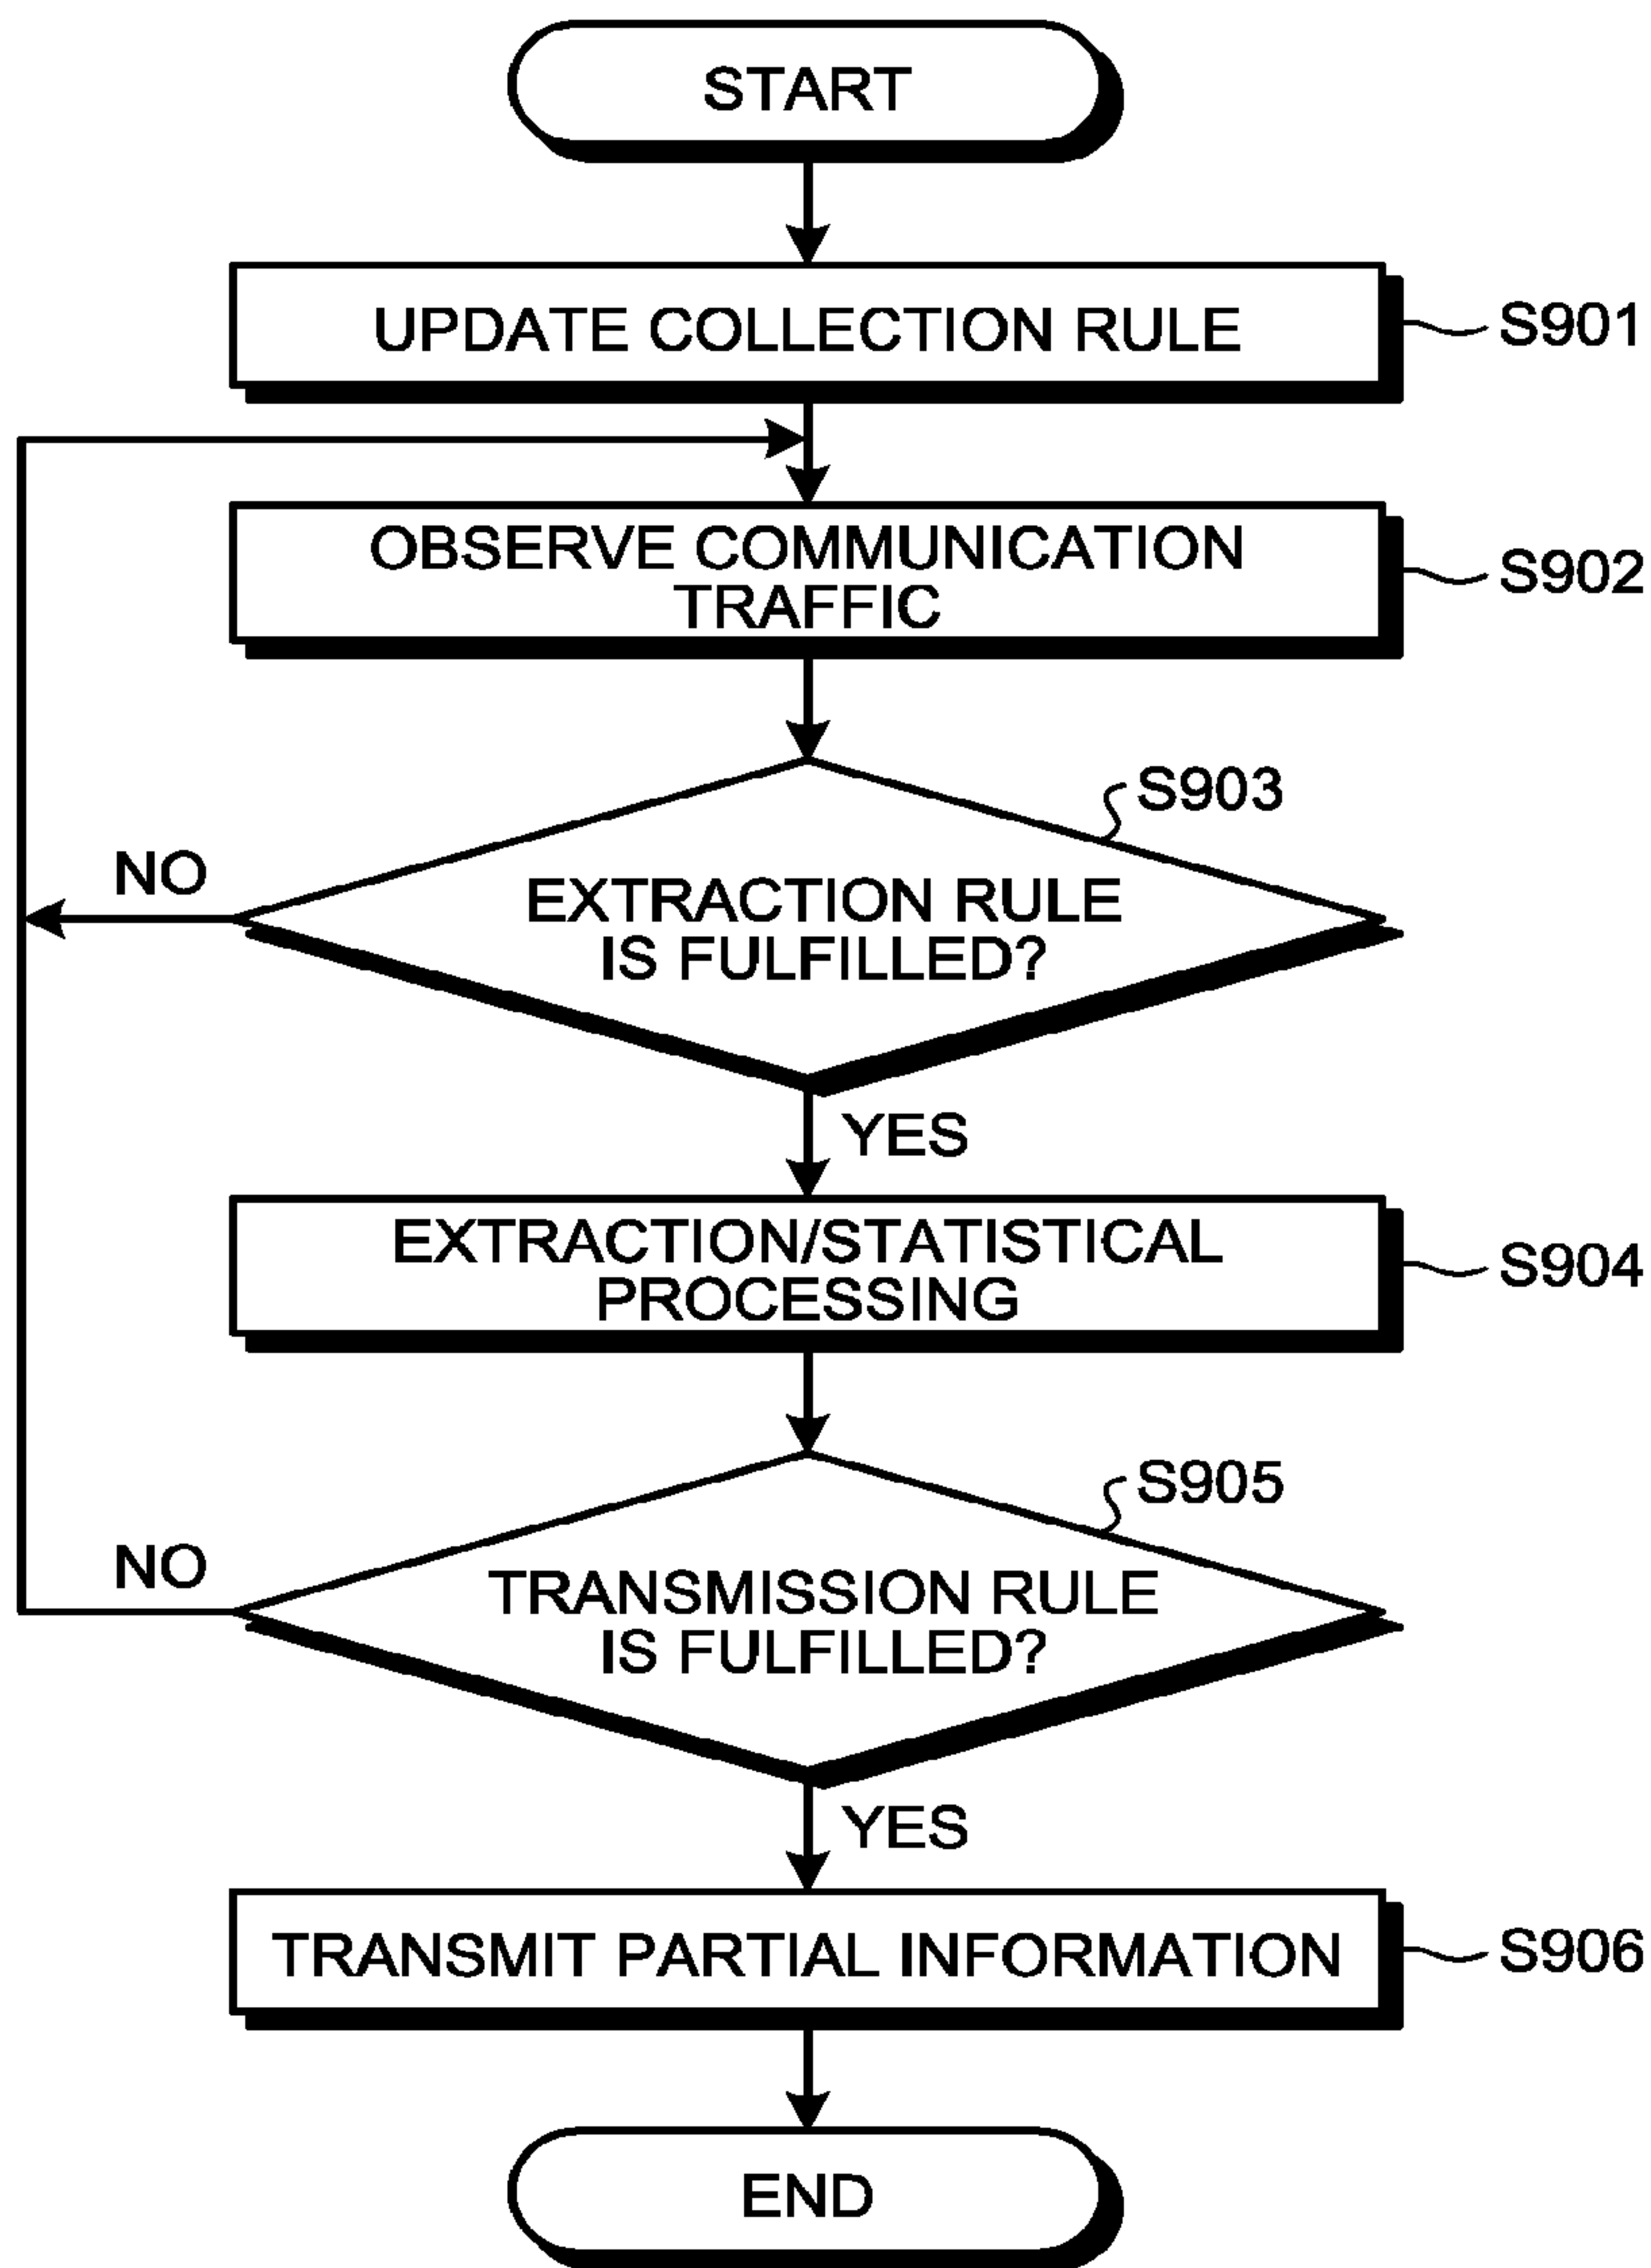 START
UPDATE COLLECTION RULE
S901
OBSERVE COMMUNICATION
TRAFFIC
S902
S903
NO
EXTRACTION RULE
IS FULFILLED?
YES
EXTRACTION/STATISTICAL
PROCESSING
S904
S905
NO
TRANSMISSION RULE
IS FULFILLED?
YES
TRANSMIT PARTIAL INFORMATION
S906
END